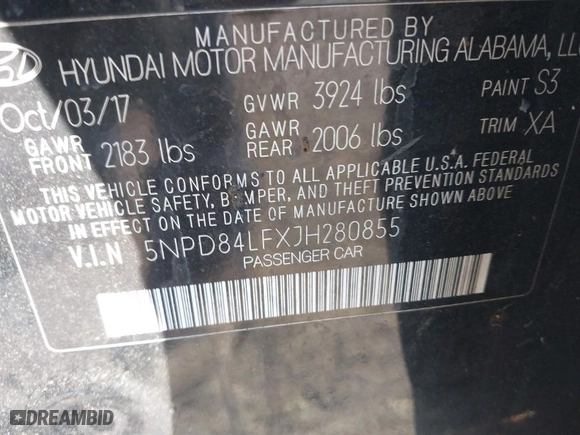 MANUFACTURED BY
HYUNDAI MOTOR MANUFACTURING ALABAMA, LLC
Oct/03/17 GVWR 3924 lbs PAINT S3
GAWR FRONT 2183 lbs GAWR REAR 2006 lbs TRIM XA
THIS VEHICLE CONFORMS TO ALL APPLICABLE U.S.A. FEDERAL
MOTOR VEHICLE SAFETY, BUMPER, AND THEFT PREVENTION STANDARDS
IN EFFECT ON THE DATE OF MANUFACTURE SHOWN ABOVE
V.I.N 5NPD84LFXJH280855
PASSENGER CAR
DREAMBID